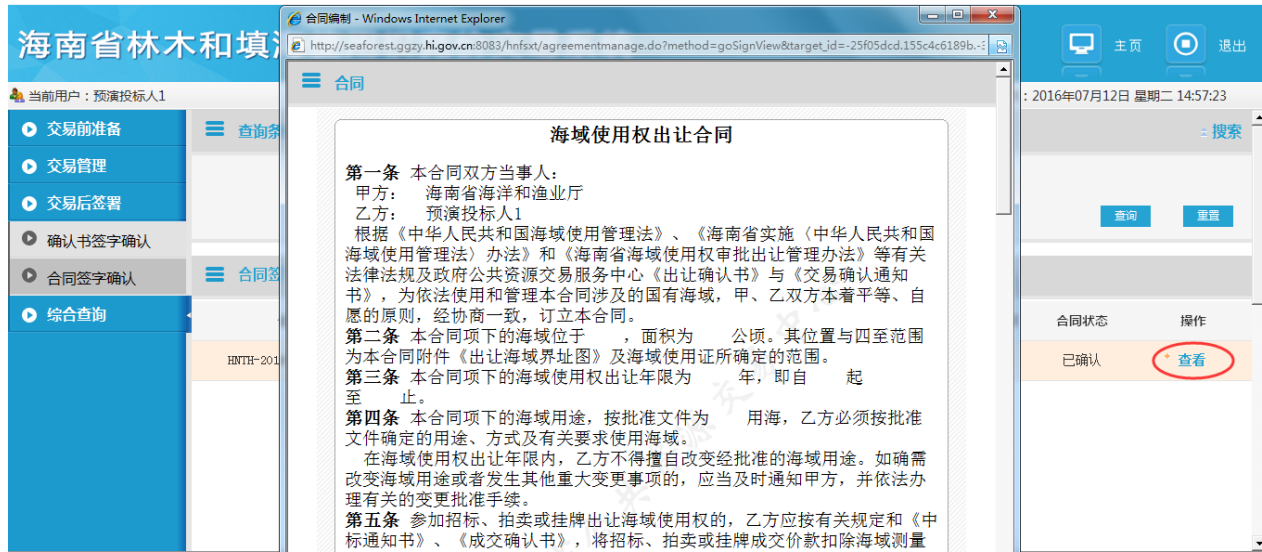 海南省林木和填
主页
退出
当前用户：预演投标人1
：2016年07月12日 星期二 14:57:23
交易前准备
交易管理
交易后签署
确认书签字确认
合同签字确认
综合查询
查询条
搜索
查询
重置
合同签
合同状态
操作
HNTH-201
已确认
* 查看
合同编制 - Windows Internet Explorer
http://seaforest.ggzy.hi.gov.cn:8083/hnfsxt/agreementmanage.do?method=goSignView&target_id=-25f05dcd.155c4c6189b.-3
合同
海域使用权出让合同
第一条 本合同双方当事人：
甲方： 海南省海洋和渔业厅
乙方： 预演投标人1
根据《中华人民共和国海域使用管理法》、《海南省实施〈中华人民共和国
海域使用管理法〉办法》和《海南省海域使用权审批出让管理办法》等有关
法律法规及政府公共资源交易服务中心《出让确认书》与《交易确认通知
书》，为依法使用和管理本合同涉及的国有海域，甲、乙双方本着平等、自
愿的原则，经协商一致，订立本合同。
第二条 本合同项下的海域位于 ，面积为 公顷。其位置与四至范围
为本合同附件《出让海域界址图》及海域使用证所确定的范围。
第三条 本合同项下的海域使用权出让年限为 年，即自 起
至 止。
第四条 本合同项下的海域用途，按批准文件为 用海，乙方必须按批准
文件确定的用途、方式及有关要求使用海域。
在海域使用权出让年限内，乙方不得擅自改变经批准的海域用途。如确需
改变海域用途或者发生其他重大变更事项的，应当及时通知甲方，并依法办
理有关的变更批准手续。
第五条 参加招标、拍卖或挂牌出让海域使用权的，乙方应按有关规定和《中
标通知书》、《成交确认书》，将招标、拍卖或挂牌成交价款扣除海域测量